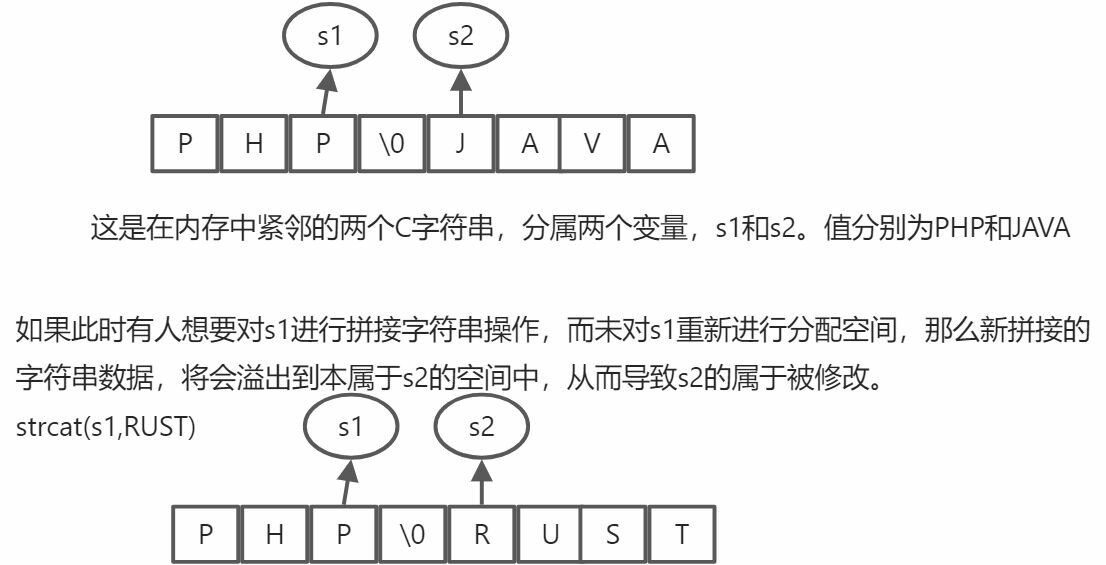 s1 s2
P H P \0 J A V A
这是在内存中紧邻的两个C字符串，分属两个变量，s1和s2。值分别为PHP和JAVA
如果此时有人想要对s1进行拼接字符串操作，而未对s1重新进行分配空间，那么新拼接的
字符串数据，将会溢出到本属于s2的空间中，从而导致s2的属于被修改。
strcat(s1,RUST) s1 s2
P H P \0 R U S T